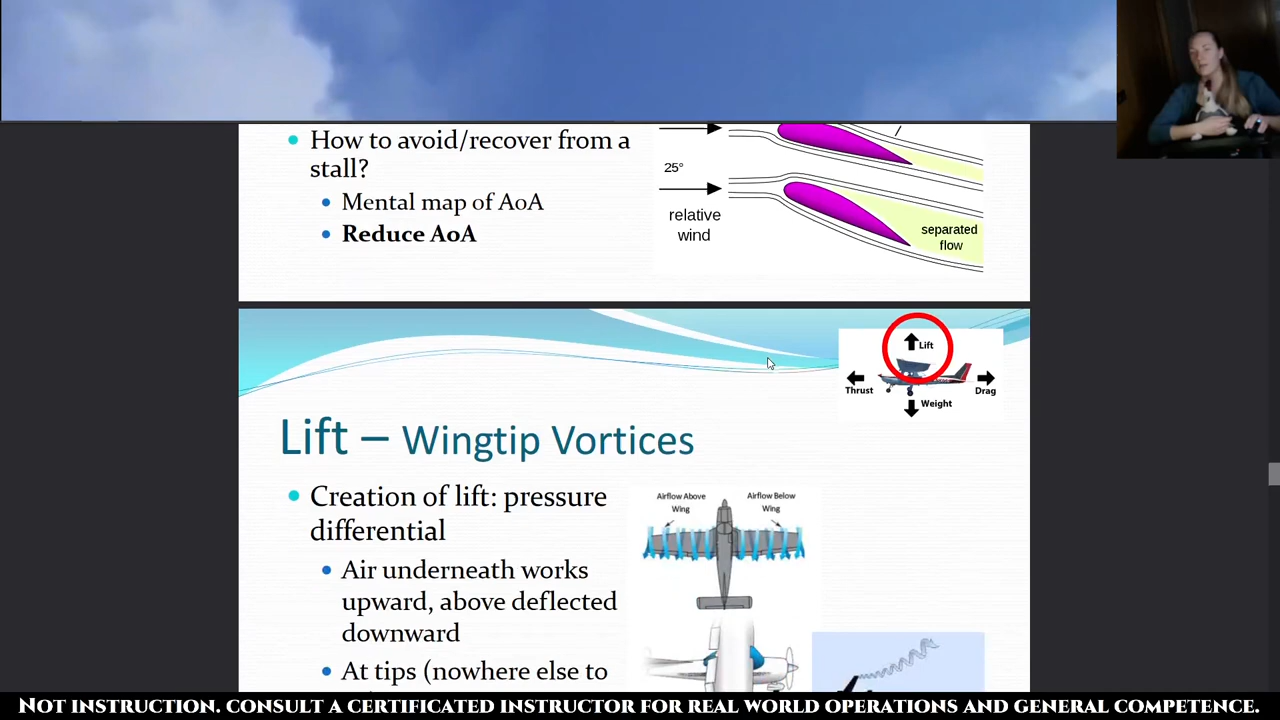 How to avoid/recover from a
stall?
Mental map of AoA
Reduce AoA
25°
relative
wind
separated
flow
Lift
Thrust
Drag
Weight
Lift – Wingtip Vortices
Creation of lift: pressure
differential
Air underneath works
upward, above deflected
downward
At tips (nowhere else to
Airflow Above
Wing
Airflow Below
Wing
NOT INSTRUCTION. CONSULT A CERTIFICATED INSTRUCTOR FOR REAL WORLD OPERATIONS AND GENERAL COMPETENCE.